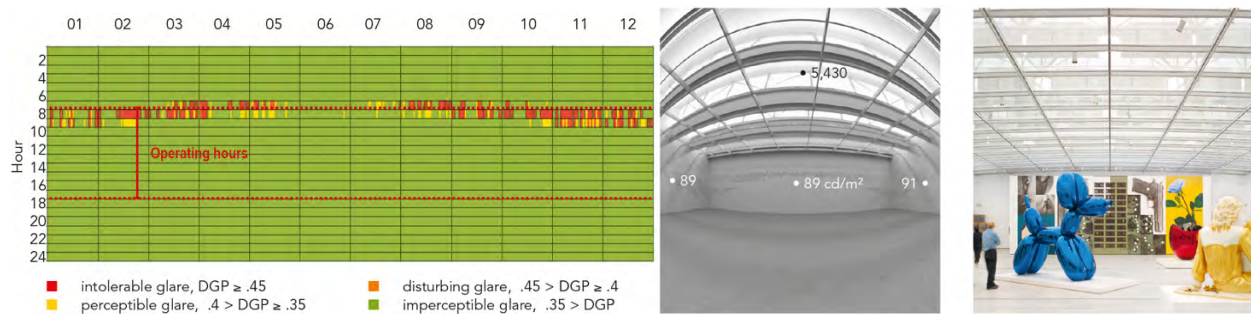 01 02 03 04 05 06 07 08 09 10 11 12
Hour
2
4
6
8
10
12
14
16
18
20
22
24
Operating hours
intolerable glare, DGP ≥ .45
disturbing glare, .45 > DGP ≥ .4
perceptible glare, .4 > DGP ≥ .35
imperceptible glare, .35 > DGP
5,430
89
89 cd/m²
91